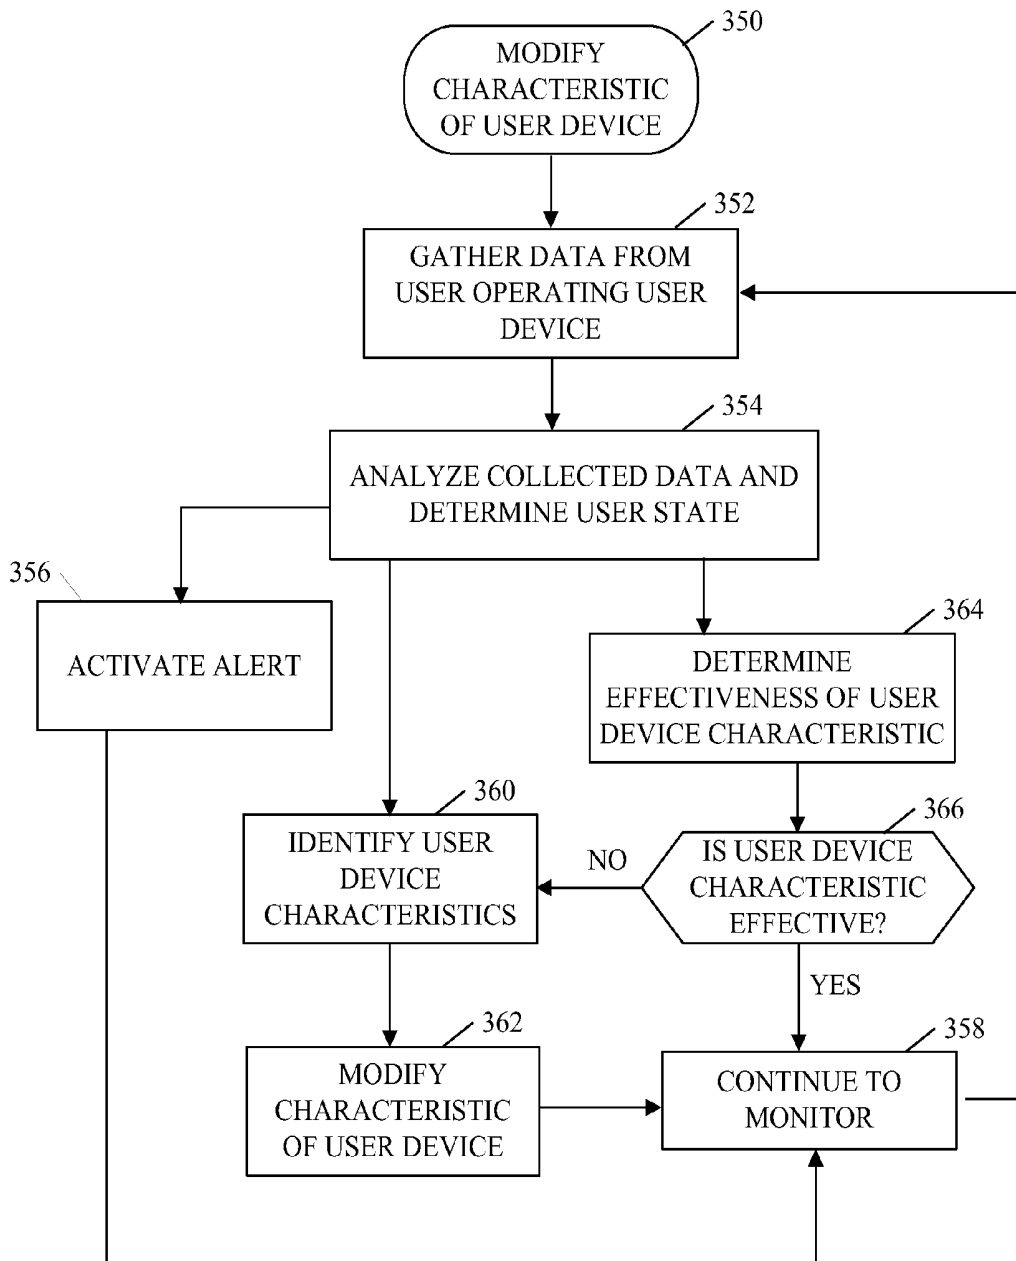 350
MODIFY
CHARACTERISTIC
OF USER DEVICE
352
GATHER DATA FROM
USER OPERATING USER
DEVICE
354
ANALYZE COLLECTED DATA AND
DETERMINE USER STATE
356
ACTIVATE ALERT
364
DETERMINE
EFFECTIVENESS OF USER
DEVICE CHARACTERISTIC
360
IDENTIFY USER
DEVICE
CHARACTERISTICS
NO
366
IS USER DEVICE
CHARACTERISTIC
EFFECTIVE?
YES
362
MODIFY
CHARACTERISTIC
OF USER DEVICE
358
CONTINUE TO
MONITOR